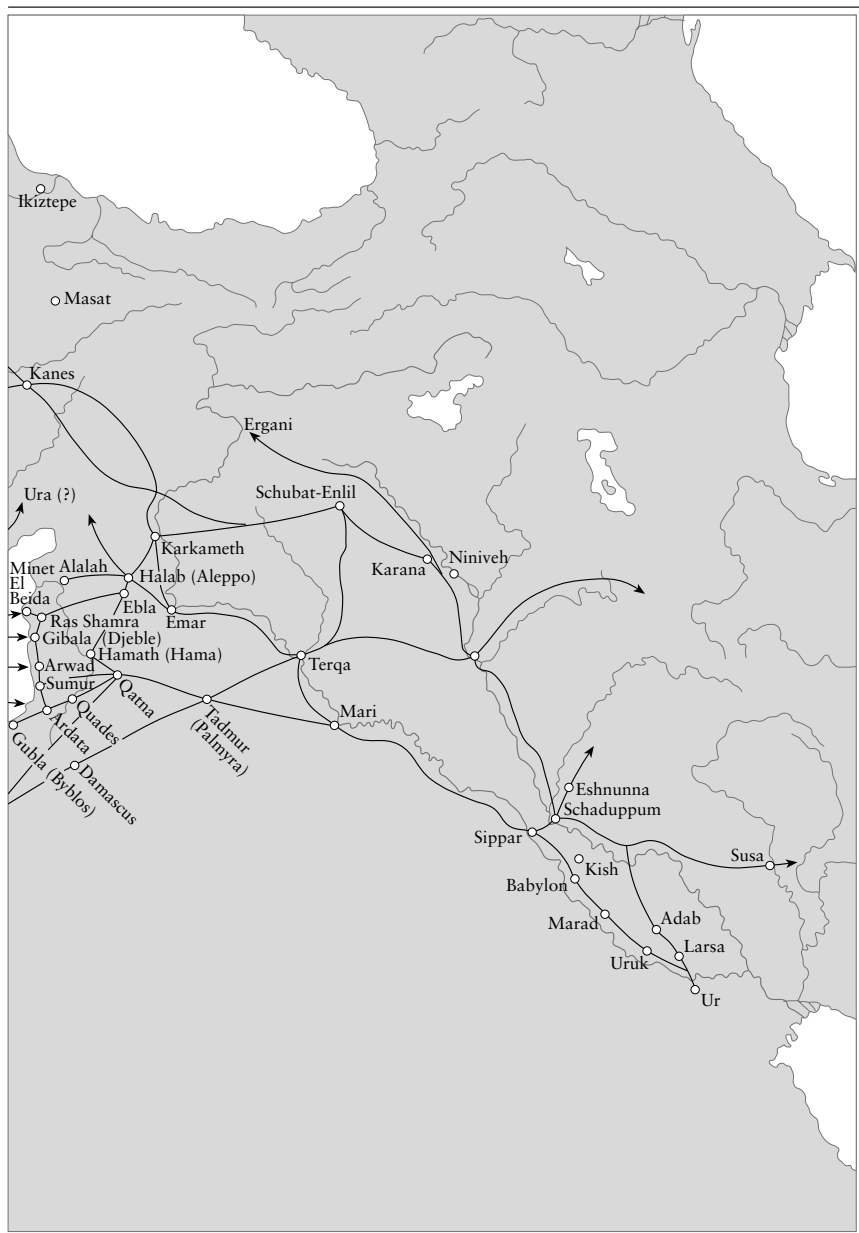 Ikiztepe
Masat
Kanes
Ergani
Ura (?)
Schubat-Enlil
Karkameth
Karana
Niniveh
Minet
El
Beida
Alalah
Halab (Aleppo)
Ebla
Emar
Ras Shamra
Gibala (Djeble)
Hamath (Hama)
Arwad
Terqa
Sumur
Qatna
Quades
Ardata
Tadmur
(Palmyra)
Mari
Gubla (Byblos)
Damascus
Eshnunna
Schaduppum
Sippar
Susa
Kish
Babylon
Marad
Adab
Larsa
Uruk
Ur